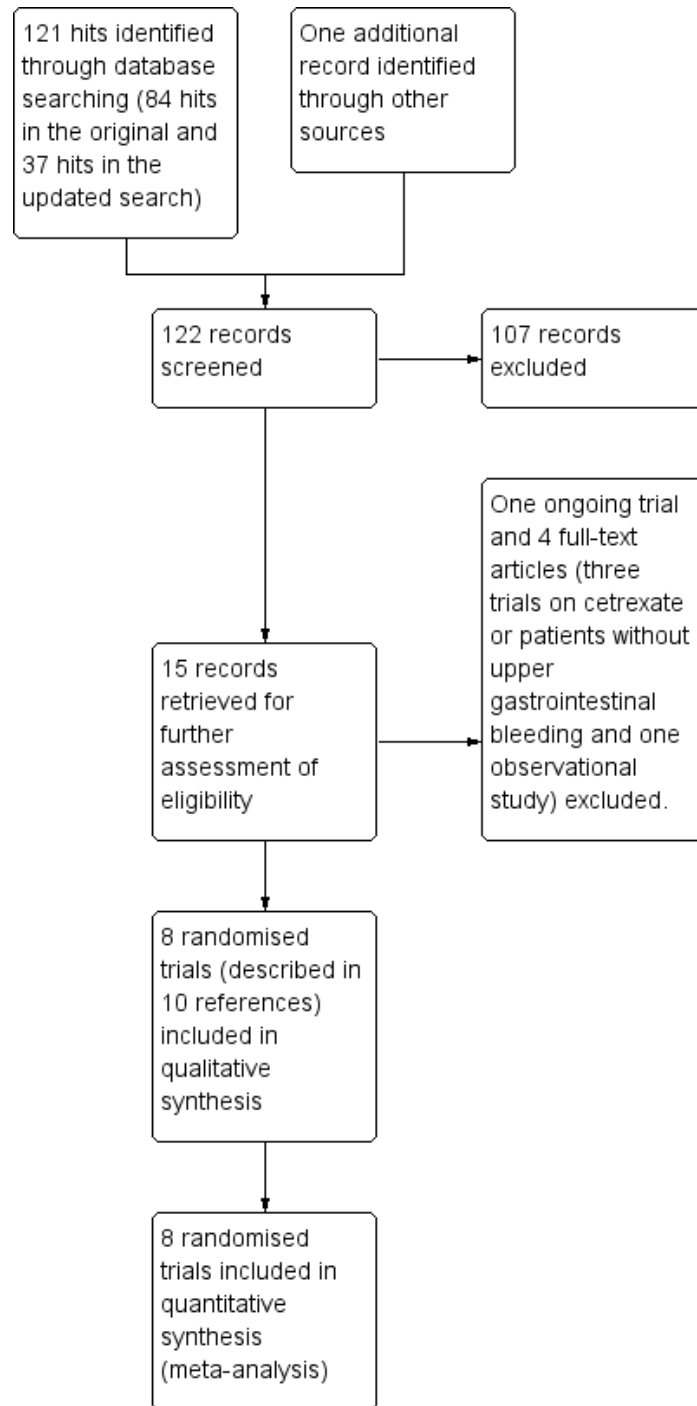 121 hits identified
through database
searching (84 hits
in the original and
37 hits in the
updated search)
One additional
record identified
through other
sources
122 records
screened
107 records
excluded
One ongoing trial
and 4 full-text
articles (three
trials on cetrexate
or patients without
upper
gastrointestinal
bleeding and one
observational
study) excluded.
15 records
retrieved for
further
assessment of
eligibility
8 randomised
trials (described in
10 references)
included in
qualitative
synthesis
8 randomised
trials included in
quantitative
synthesis
(meta-analysis)